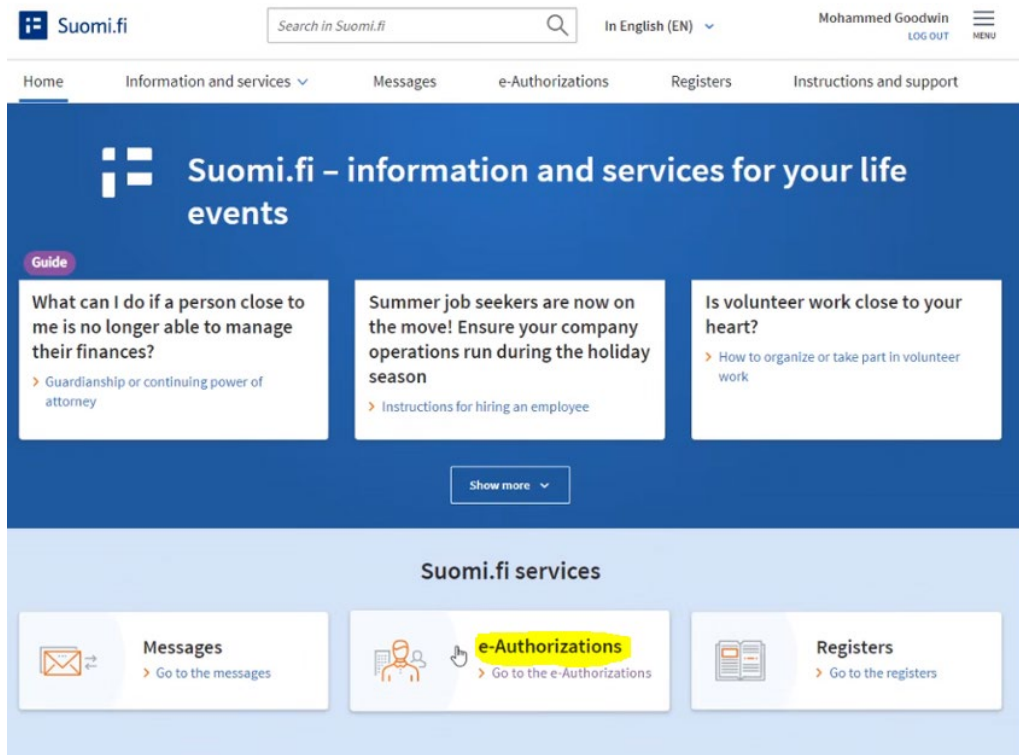 Suomi.fi
Search in Suomi.fi
In English (EN)
Mohammed Goodwin
LOG OUT
MENU
Home
Information and services
Messages
e-Authorizations
Registers
Instructions and support
Suomi.fi – information and services for your life
events
Guide
What can I do if a person close to
me is no longer able to manage
their finances?
Guardianship or continuing power of
attorney
Summer job seekers are now on
the move! Ensure your company
operations run during the holiday
season
Instructions for hiring an employee
Is volunteer work close to your
heart?
How to organize or take part in volunteer
work
Show more
Suomi.fi services
Messages
Go to the messages
e-Authorizations
Go to the e-Authorizations
Registers
Go to the registers